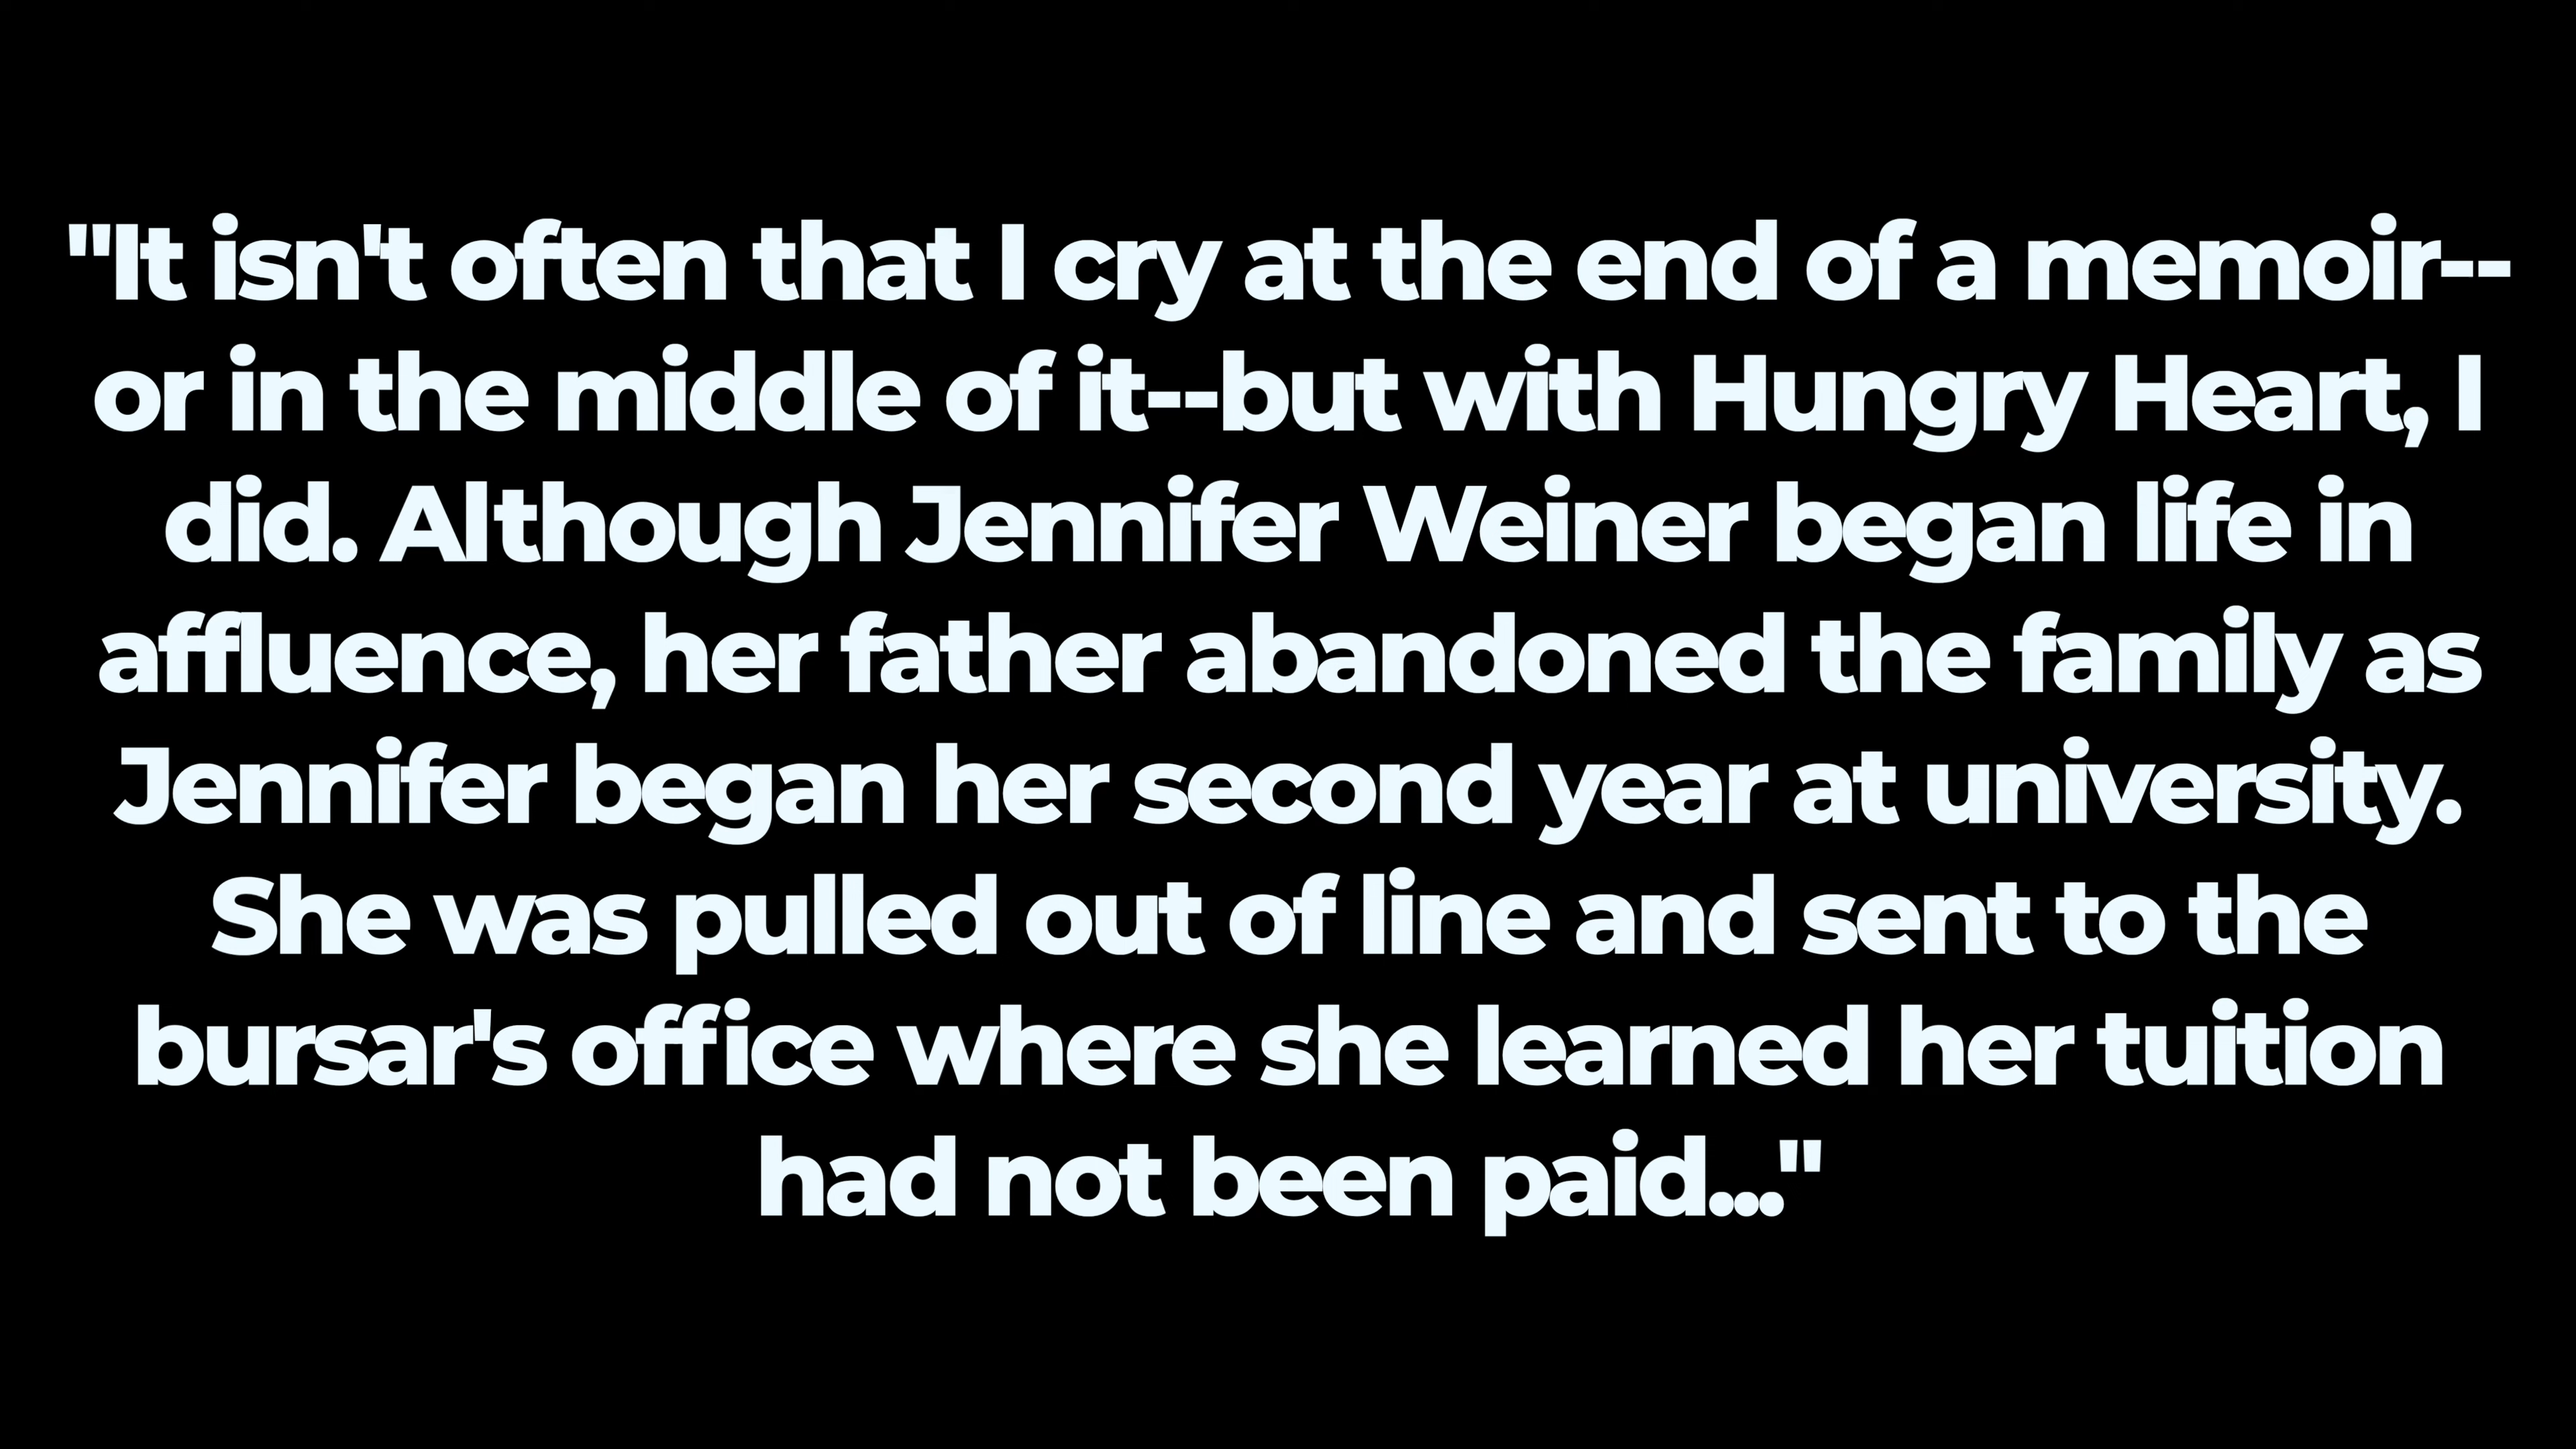 "It isn't often that I cry at the end of a memoir--
or in the middle of it--but with Hungry Heart, I
did. Although Jennifer Weiner began life in
affluence, her father abandoned the family as
Jennifer began her second year at university.
She was pulled out of line and sent to the
bursar's office where she learned her tuition
had not been paid..."